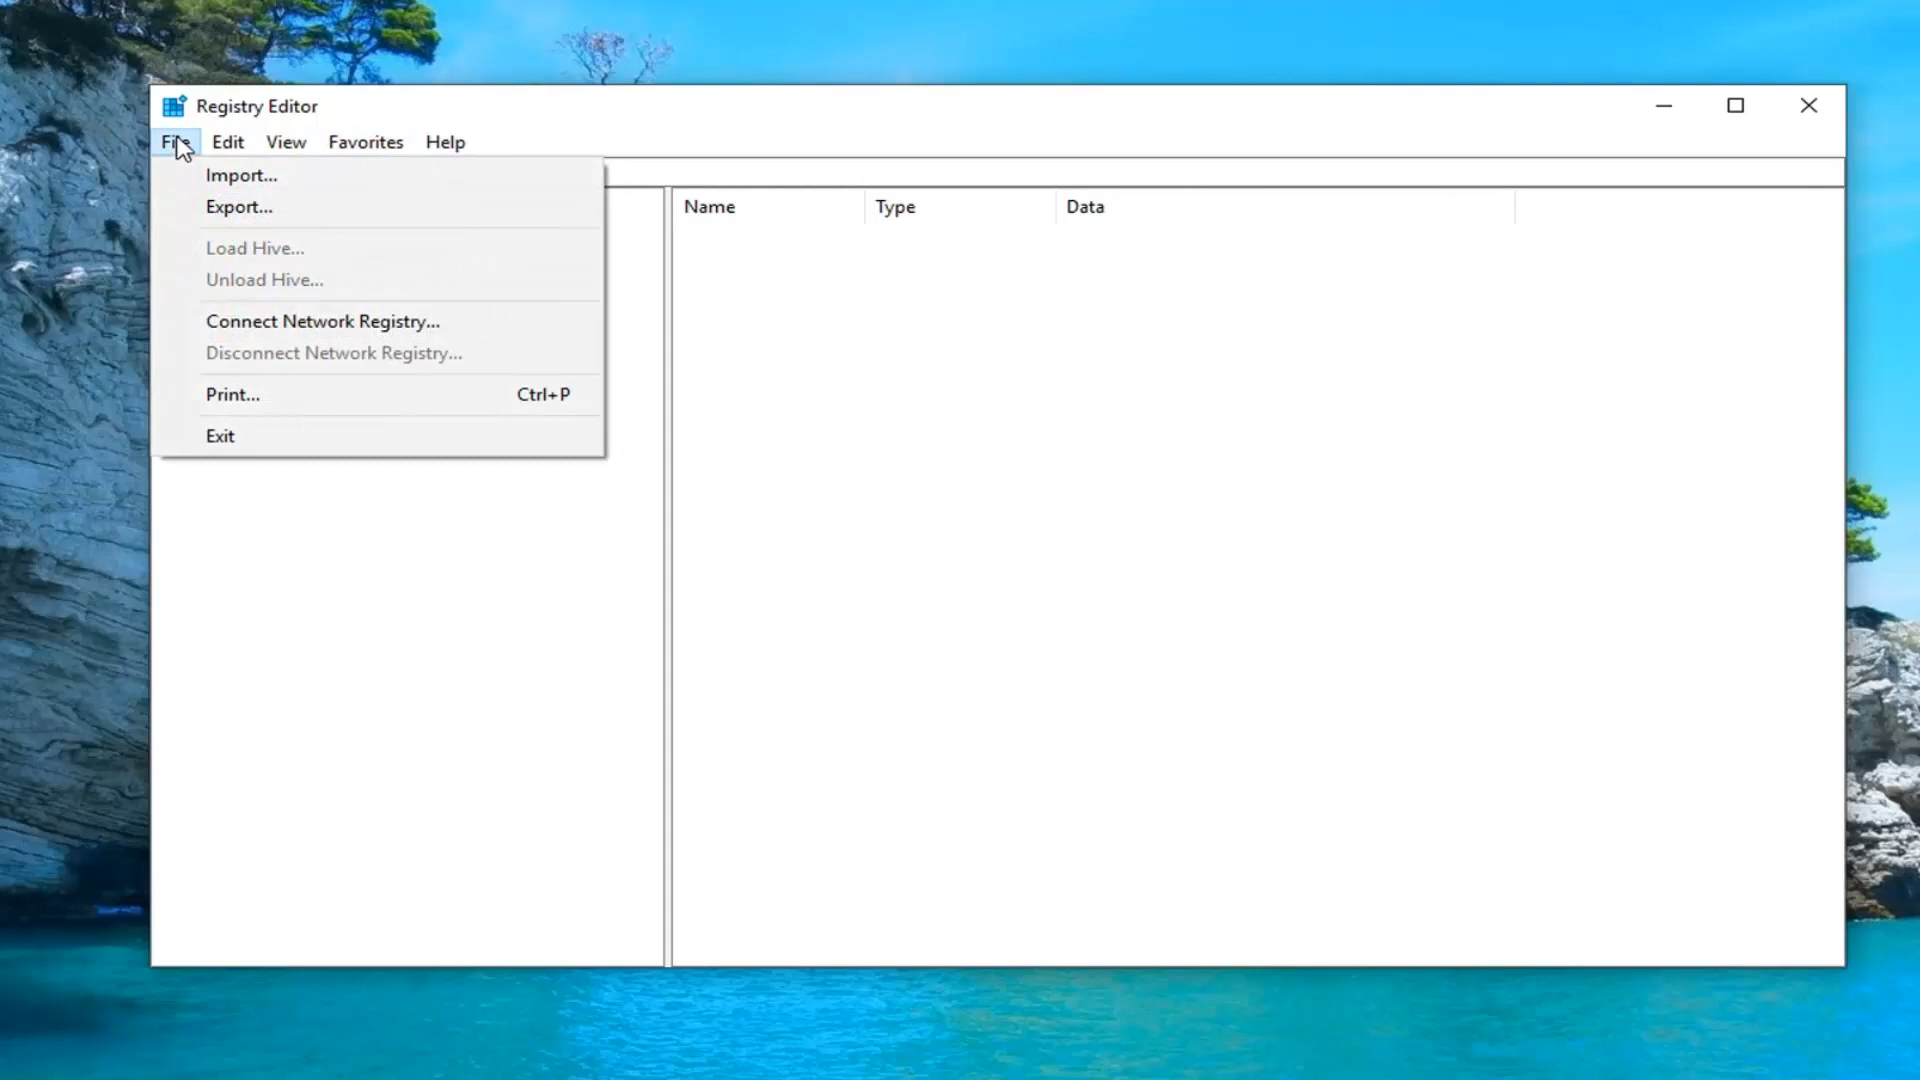 Registry Editor
File Edit View Favorites Help
Import...
Export...
Name Type Data
Load Hive...
Unload Hive...
Connect Network Registry...
Disconnect Network Registry...
Print... Ctrl+P
Exit